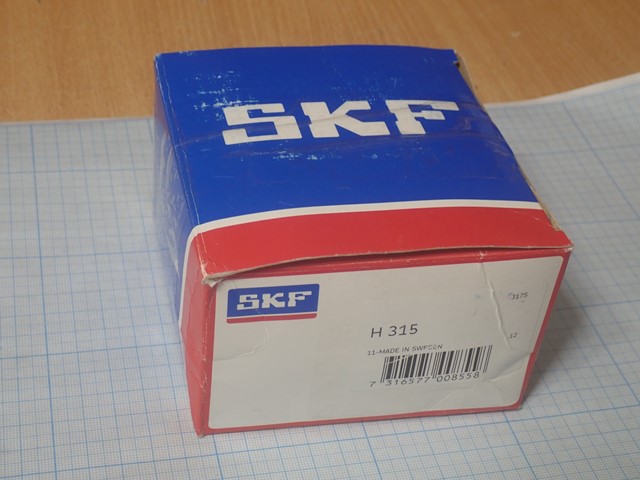 SKF
SKF
H 315
11-MADE IN SWEDEN
7 316577 008558